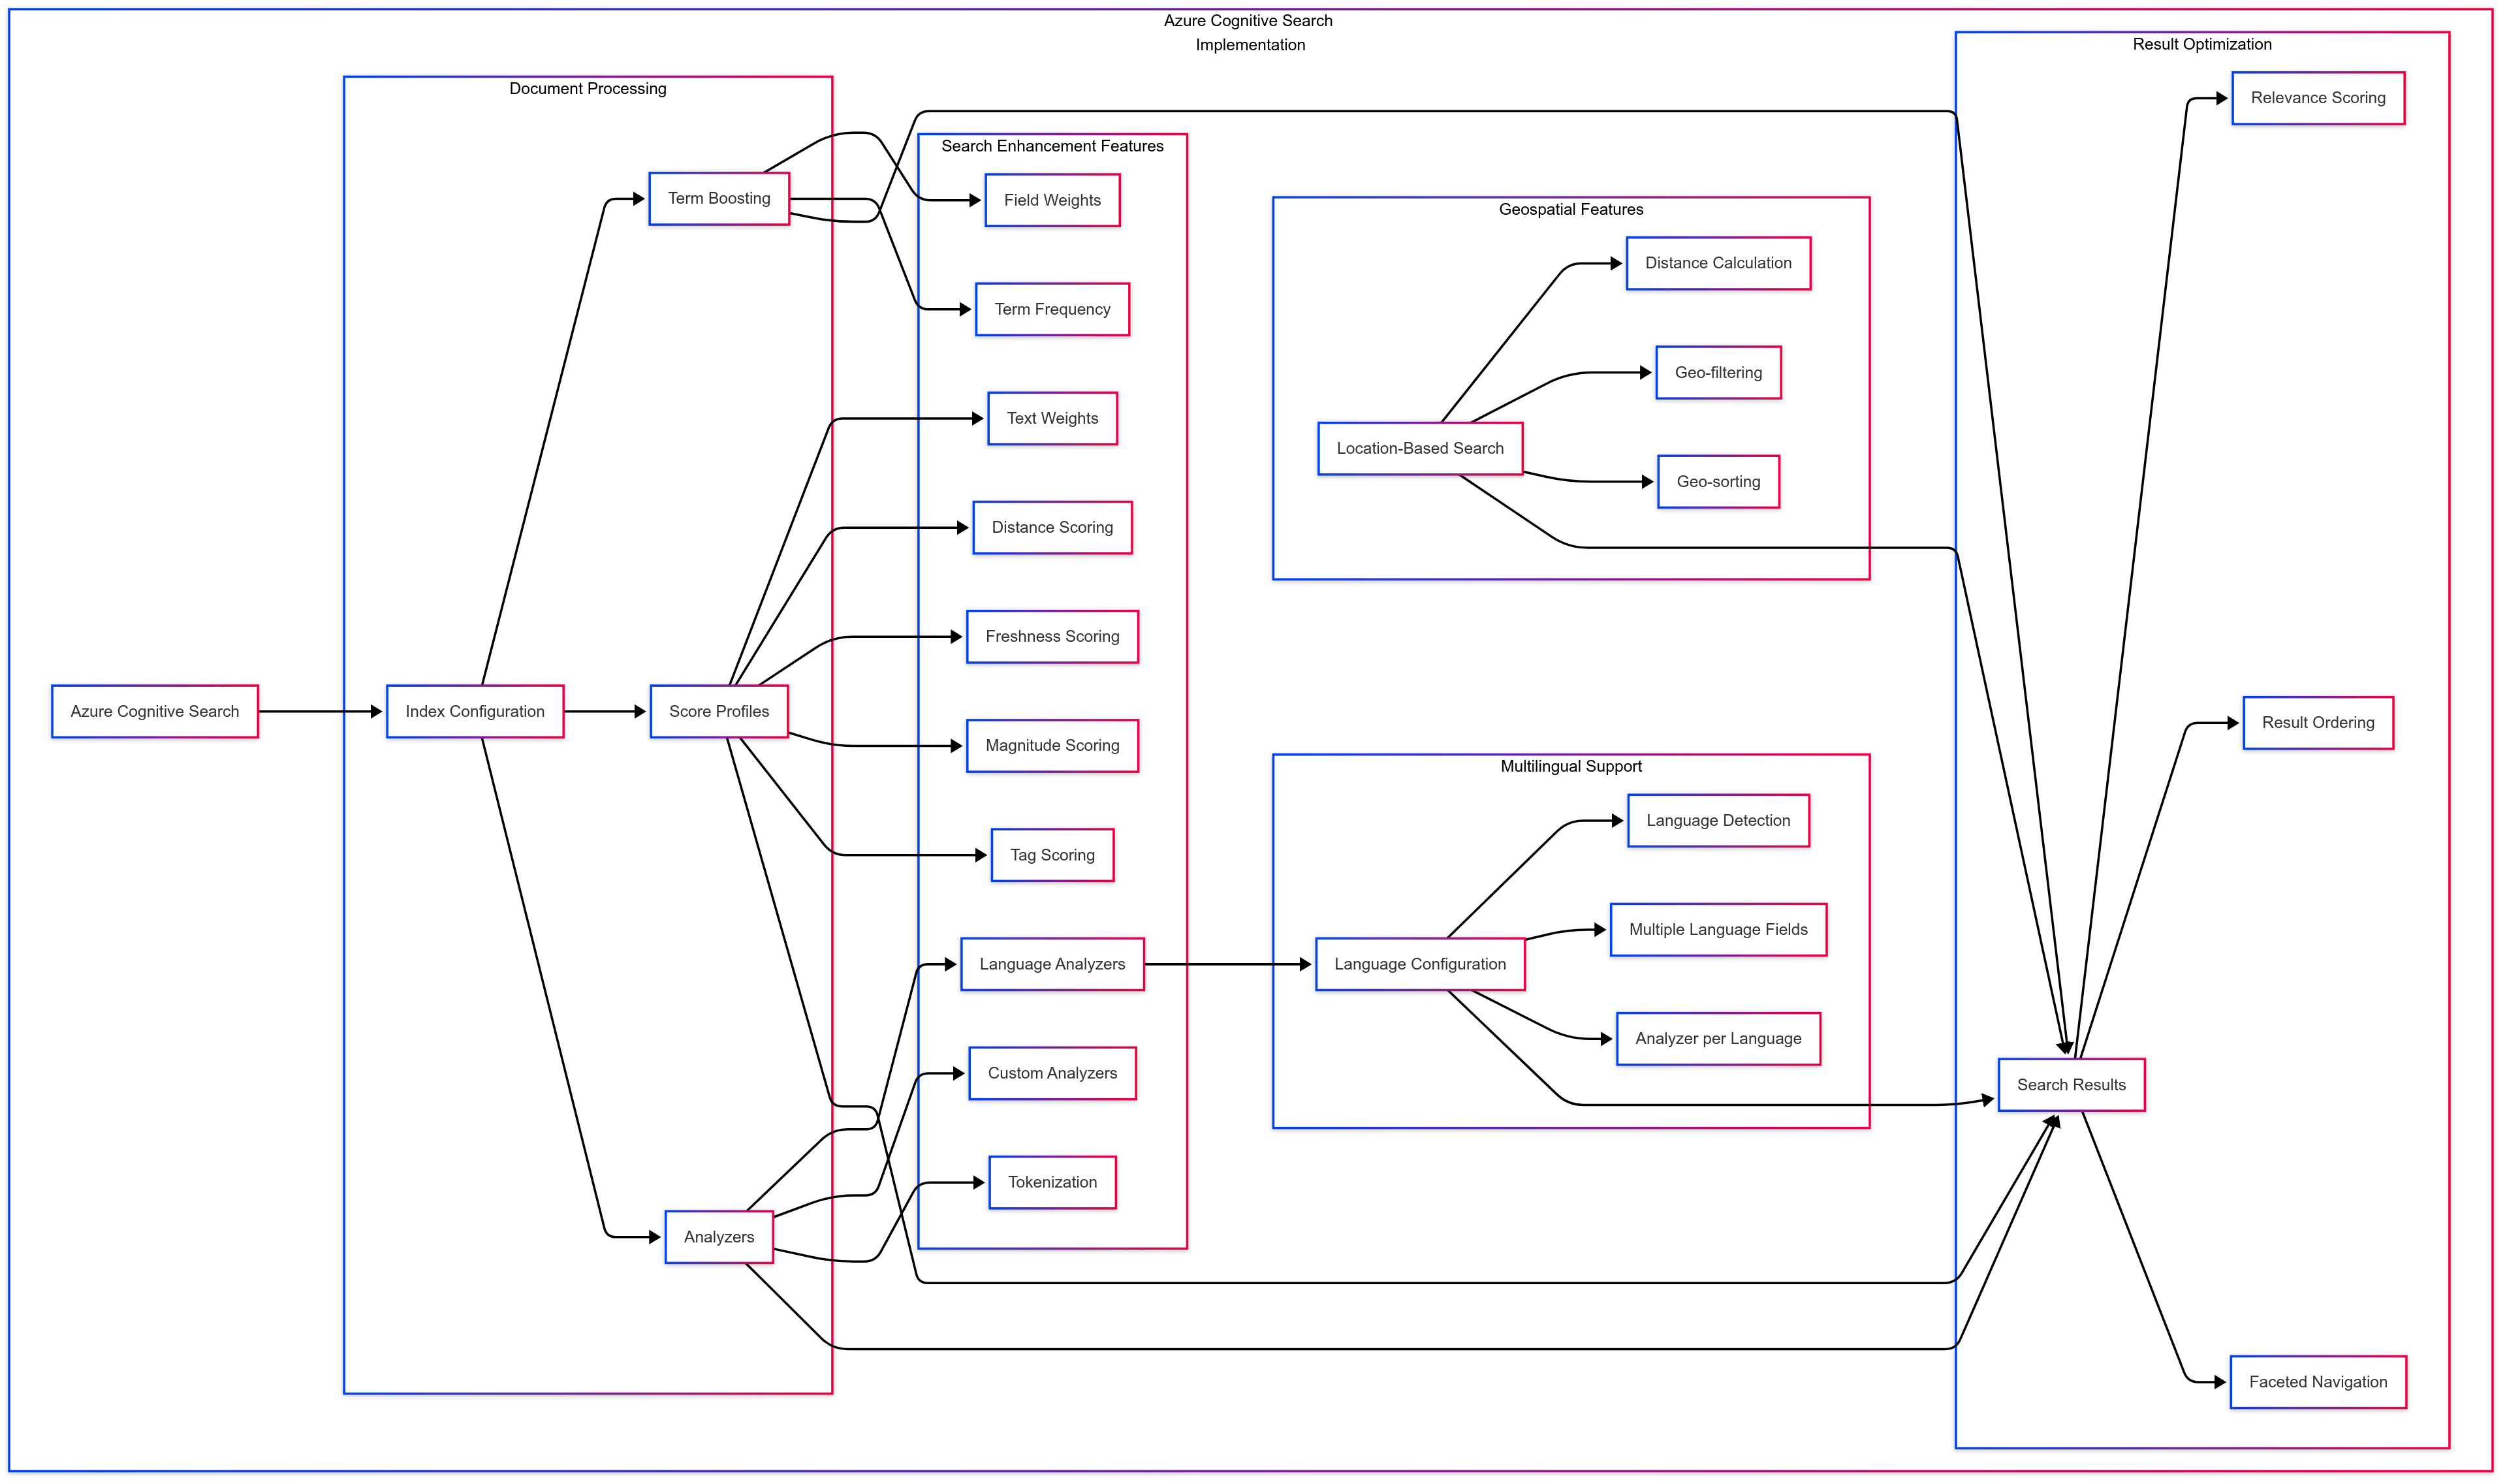 Azure Cognitive Search
Implementation
Document Processing
Search Enhancement Features
Geospatial Features
Multilingual Support
Result Optimization
Azure Cognitive Search
Index Configuration
Term Boosting
Score Profiles
Analyzers
Field Weights
Term Frequency
Text Weights
Distance Scoring
Freshness Scoring
Magnitude Scoring
Tag Scoring
Language Analyzers
Custom Analyzers
Tokenization
Location-Based Search
Distance Calculation
Geo-filtering
Geo-sorting
Language Configuration
Language Detection
Multiple Language Fields
Analyzer per Language
Search Results
Relevance Scoring
Result Ordering
Faceted Navigation